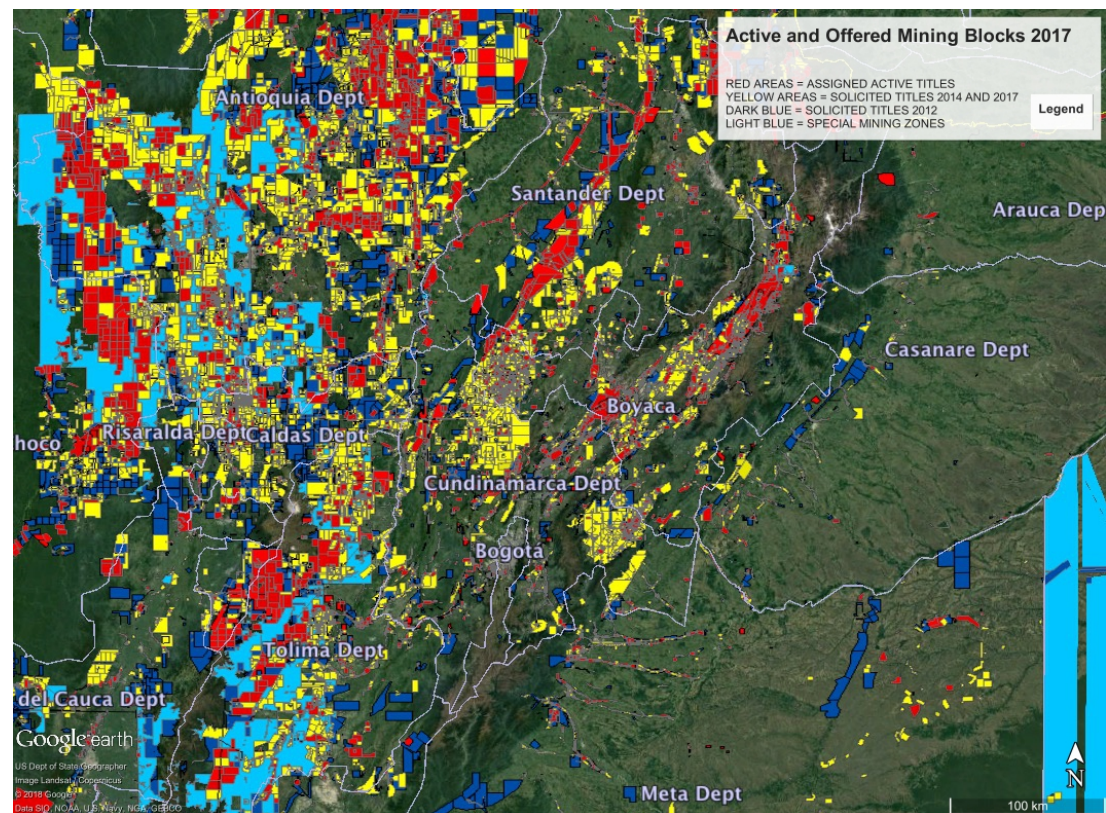 Active and Offered Mining Blocks 2017
RED AREAS = ASSIGNED ACTIVE TITLES
YELLOW AREAS = SOLICITED TITLES 2014 AND 2017
DARK BLUE = SOLICITED TITLES 2012
LIGHT BLUE = SPECIAL MINING ZONES
Legend
Antioquia Dept
Santander Dept
Arauca Dep
Casanare Dept
Boyaca
hoco
Risaralda Dept
Caldas Dept
Cundinamarca Dept
Bogota
Tolima Dept
del Cauca Dept
Meta Dept
Google earth
US Dept of State Geographer
Image Landsat / Copernicus
© 2018 Google
Data SIO, NOAA, U.S. Navy, NGA, GEBCO
N
100 km